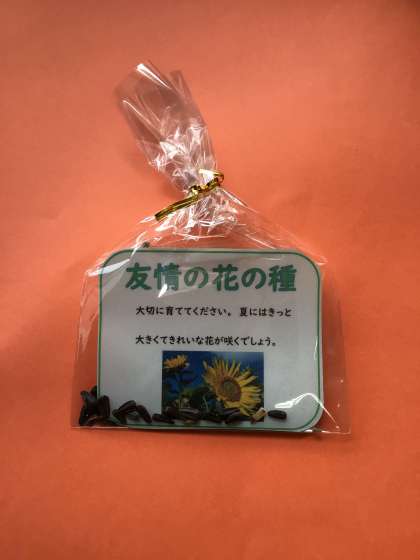 友情の花の種
大切に育ててください。 夏にはきっと
大きくてきれいな花が咲くでしょう。